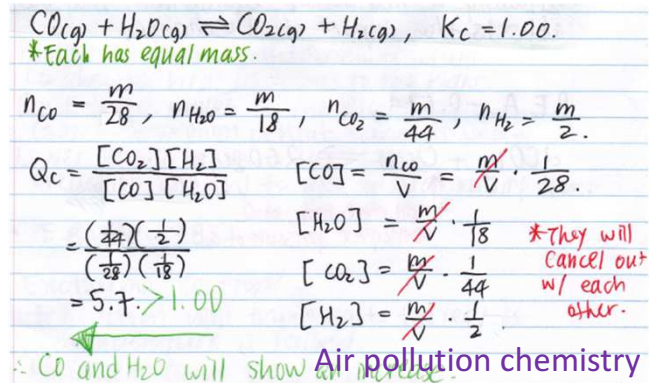 CO(g) + H2O(g) ⇌ CO2(g) + H2(g), Kc = 1.00.
*Each has equal mass.
nCO = m/28, nH2O = m/18, nCO2 = m/44, nH2 = m/2.
Qc = [CO2][H2]/[CO][H2O] [CO] = nco/V = m/V · 1/28.
= (1/44)(1/2)/(1/28)(1/18) [H2O] = m/V · 1/18
= 5.7. > 1.00 [CO2] = m/V · 1/44
[H2] = m/V · 1/2
*They will
cancel out
w/ each
other.
∴ CO and H2O will show an increase.
Air pollution chemistry